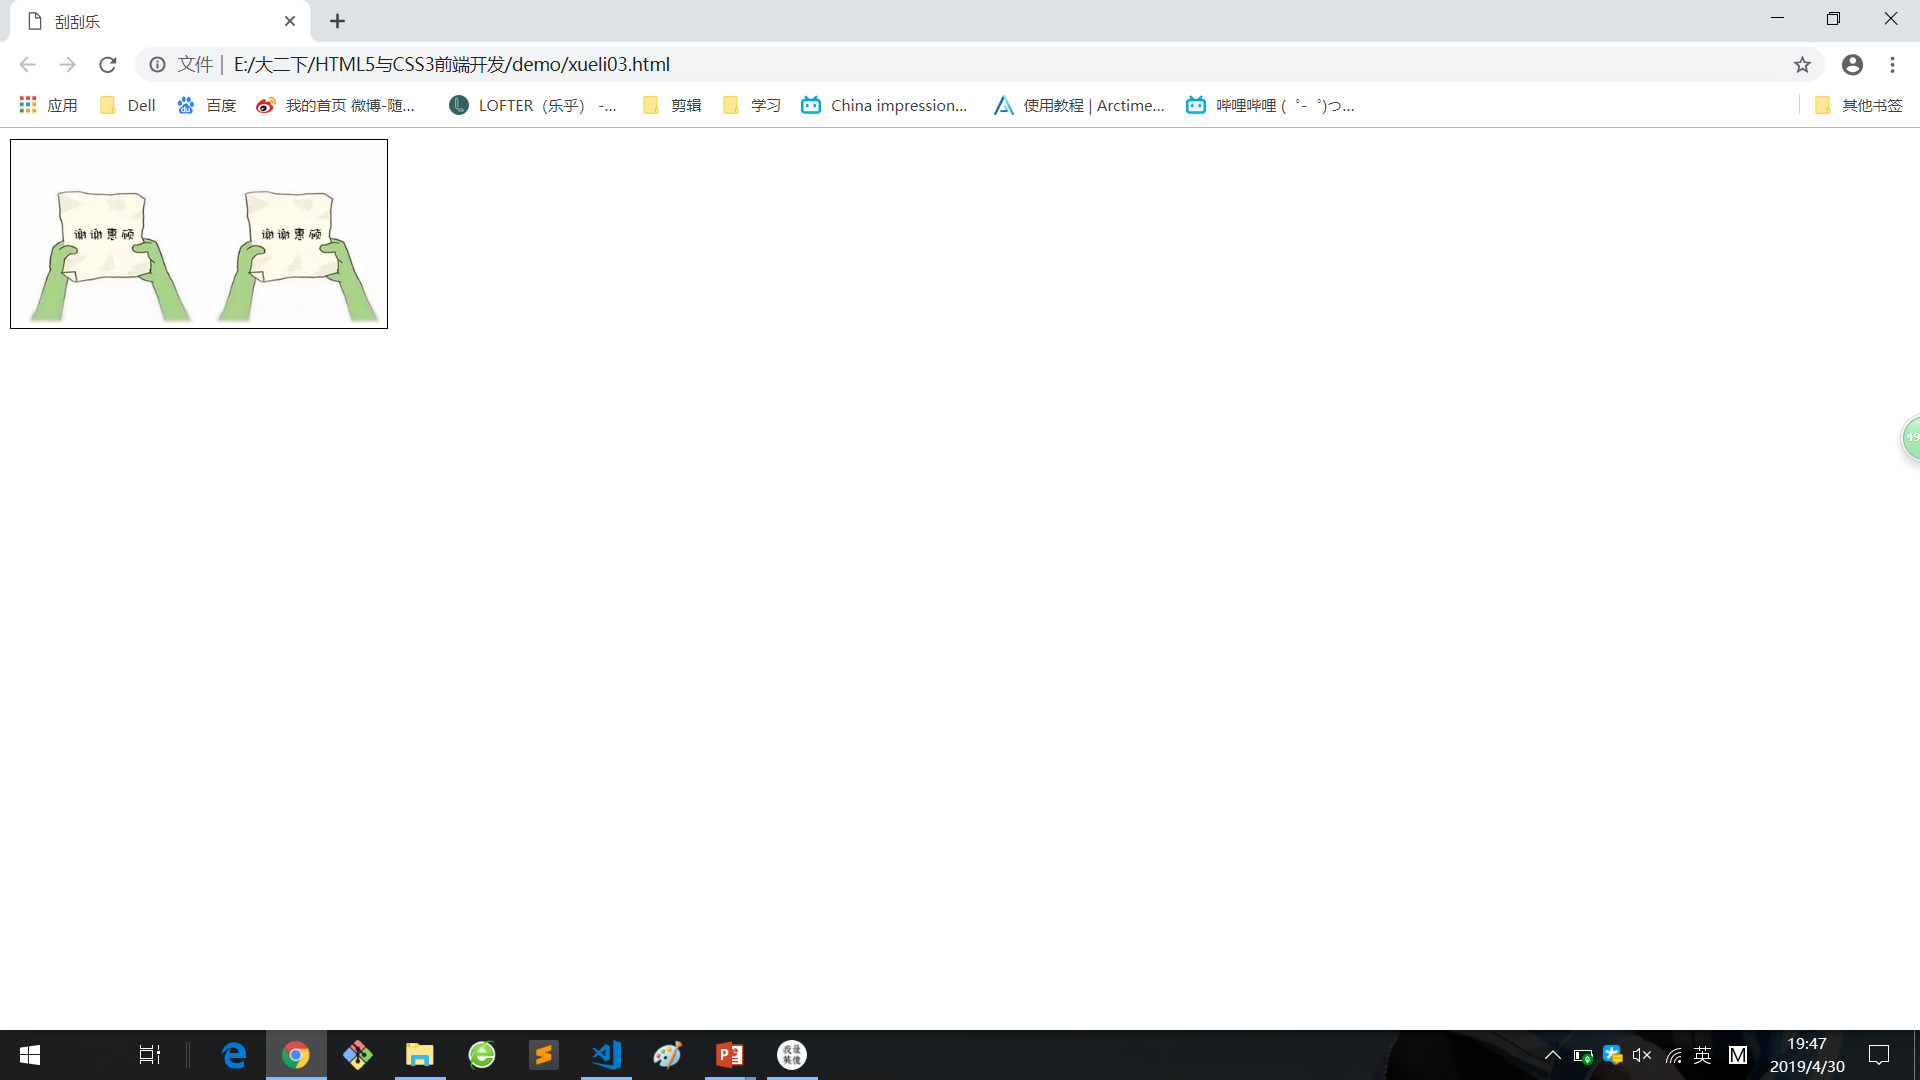 刮刮乐
文件 | E:/大二下/HTML5与CSS3前端开发/demo/xueli03.html
应用 Dell 百度 我的首页 微博-随... LOFTER（乐乎） -... 剪辑 学习 China impression... 使用教程 | Arctime... 哔哩哔哩 ( ゜- ゜)つ... 其他书签
谢谢惠顾 谢谢惠顾
49
英 M
19:47
2019/4/30